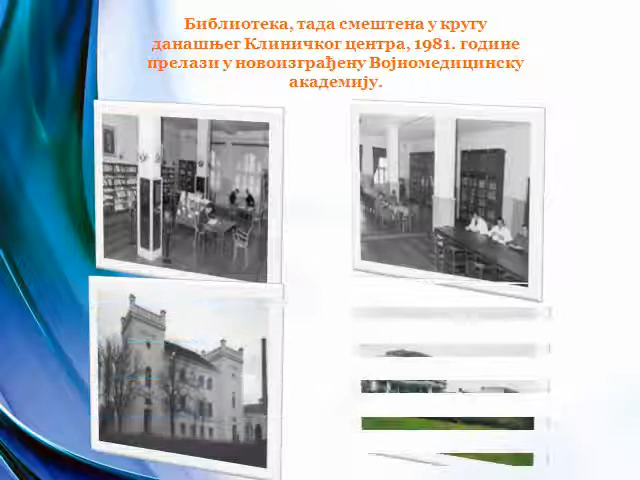 Библиотека, тада смештена у кругу
данашњег Клиничког центра, 1981. године
прелази у новоизграђену Војномедицинску
академију.